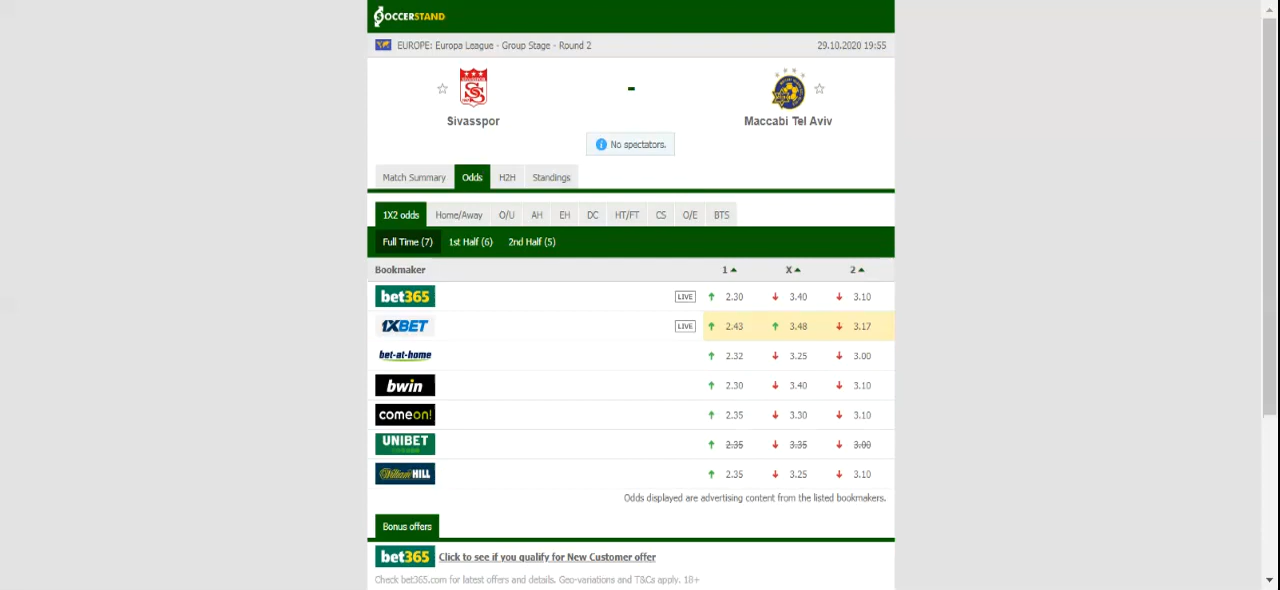 SOCCERSTAND
EUROPE: Europa League - Group Stage - Round 2 29.10.2020 19:55
Sivasspor - Maccabi Tel Aviv
No spectators.
Match Summary Odds H2H Standings
1X2 odds Home/Away O/U AH EH DC HT/FT CS O/E BTS
Full Time (7) 1st Half (6) 2nd Half (5)
Bookmaker 1 X 2
bet365 LIVE 2.30 3.40 3.10
1XBET LIVE 2.43 3.48 3.17
bet-at-home 2.32 3.25 3.00
bwin 2.30 3.40 3.10
comeon! 2.35 3.30 3.10
UNIBET 2.35 3.35 3.00
William HILL 2.35 3.25 3.10
Odds displayed are advertising content from the listed bookmakers.
Bonus offers
bet365 Click to see if you qualify for New Customer offer
Check bet365.com for latest offers and details. Geo-variations and T&Cs apply. 18+